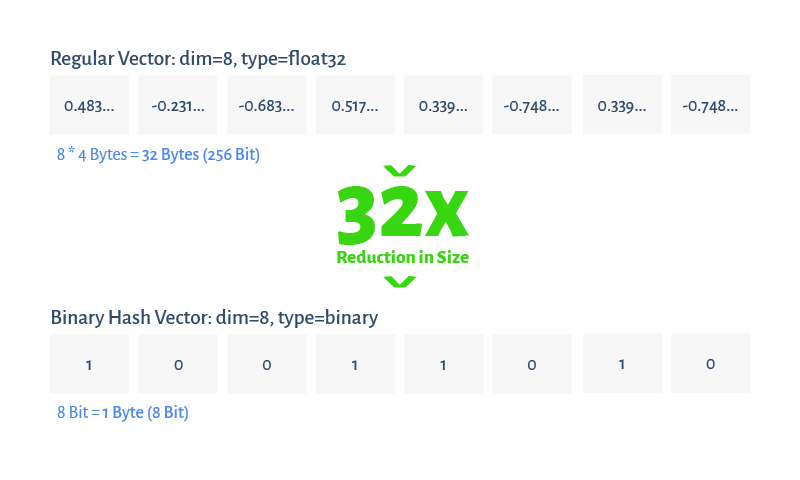 Regular Vector: dim=8, type=float32
0.483... -0.231... -0.683... 0.517... 0.339... -0.748... 0.339... -0.748...
8 * 4 Bytes = 32 Bytes (256 Bit)
32x
Reduction in Size
Binary Hash Vector: dim=8, type=binary
1 0 0 1 1 0 1 0
8 Bit = 1 Byte (8 Bit)